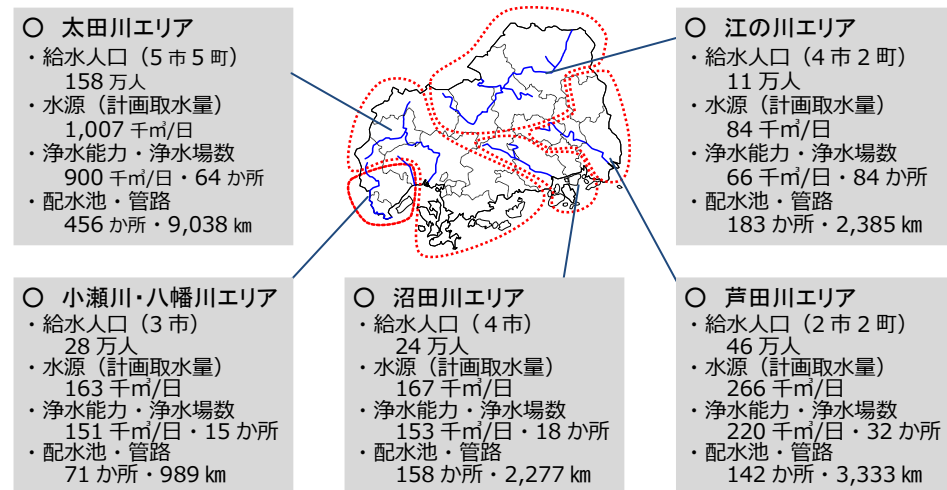 〇 太田川エリア
・給水人口（5市5町）
158万人
・水源（計画取水量）
1,007千㎥/日
・浄水能力・浄水場数
900千㎥/日・64か所
・配水池・管路
456か所・9,038㎞
〇 江の川エリア
・給水人口（4市2町）
11万人
・水源（計画取水量）
84千㎥/日
・浄水能力・浄水場数
66千㎥/日・84か所
・配水池・管路
183か所・2,385㎞
〇 小瀬川・八幡川エリア
・給水人口（3市）
28万人
・水源（計画取水量）
163千㎥/日
・浄水能力・浄水場数
151千㎥/日・15か所
・配水池・管路
71か所・989㎞
〇 沼田川エリア
・給水人口（4市）
24万人
・水源（計画取水量）
167千㎥/日
・浄水能力・浄水場数
153千㎥/日・18か所
・配水池・管路
158か所・2,277㎞
〇 芦田川エリア
・給水人口（2市2町）
46万人
・水源（計画取水量）
266千㎥/日
・浄水能力・浄水場数
220千㎥/日・32か所
・配水池・管路
142か所・3,333㎞